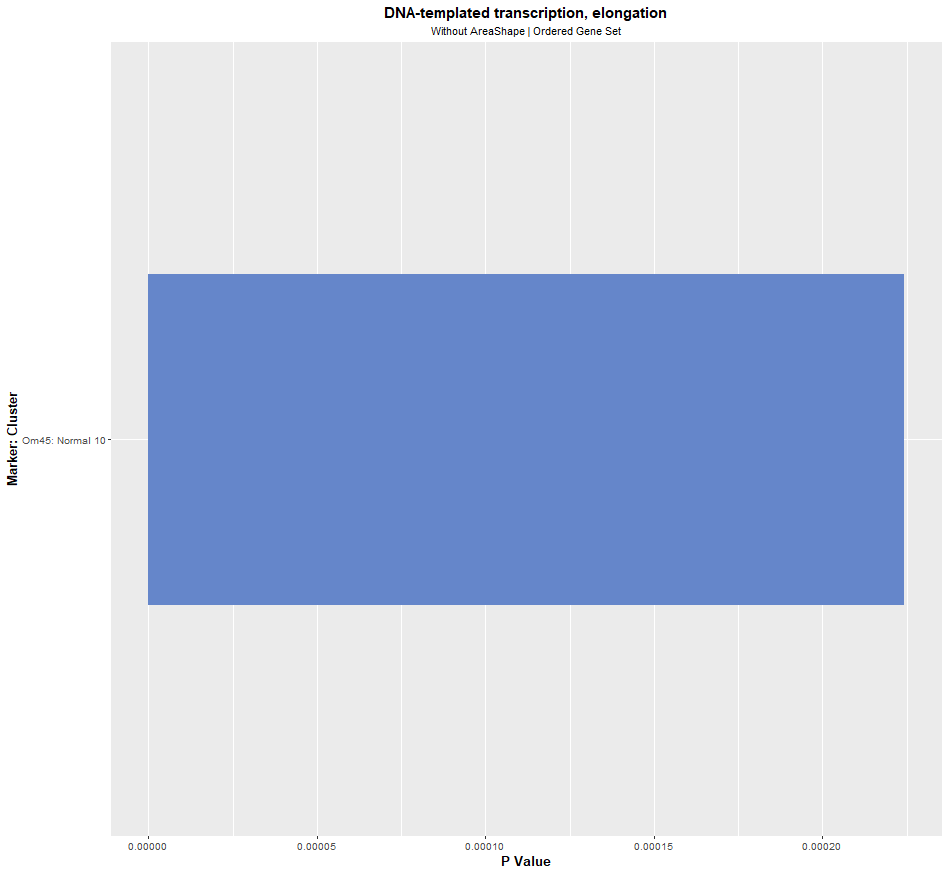 DNA-templated transcription, elongation
Without AreaShape | Ordered Gene Set
Marker: Cluster
Om45: Normal 10
0.00000 0.00005 0.00010 0.00015 0.00020
P Value